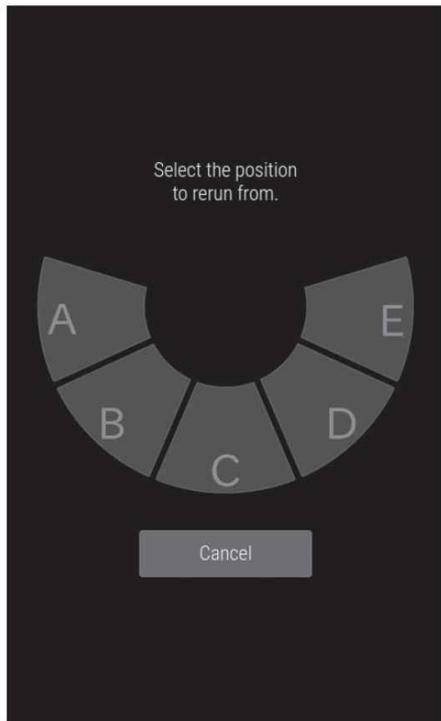 Select the position
to rerun from.
A
E
B
D
C
Cancel